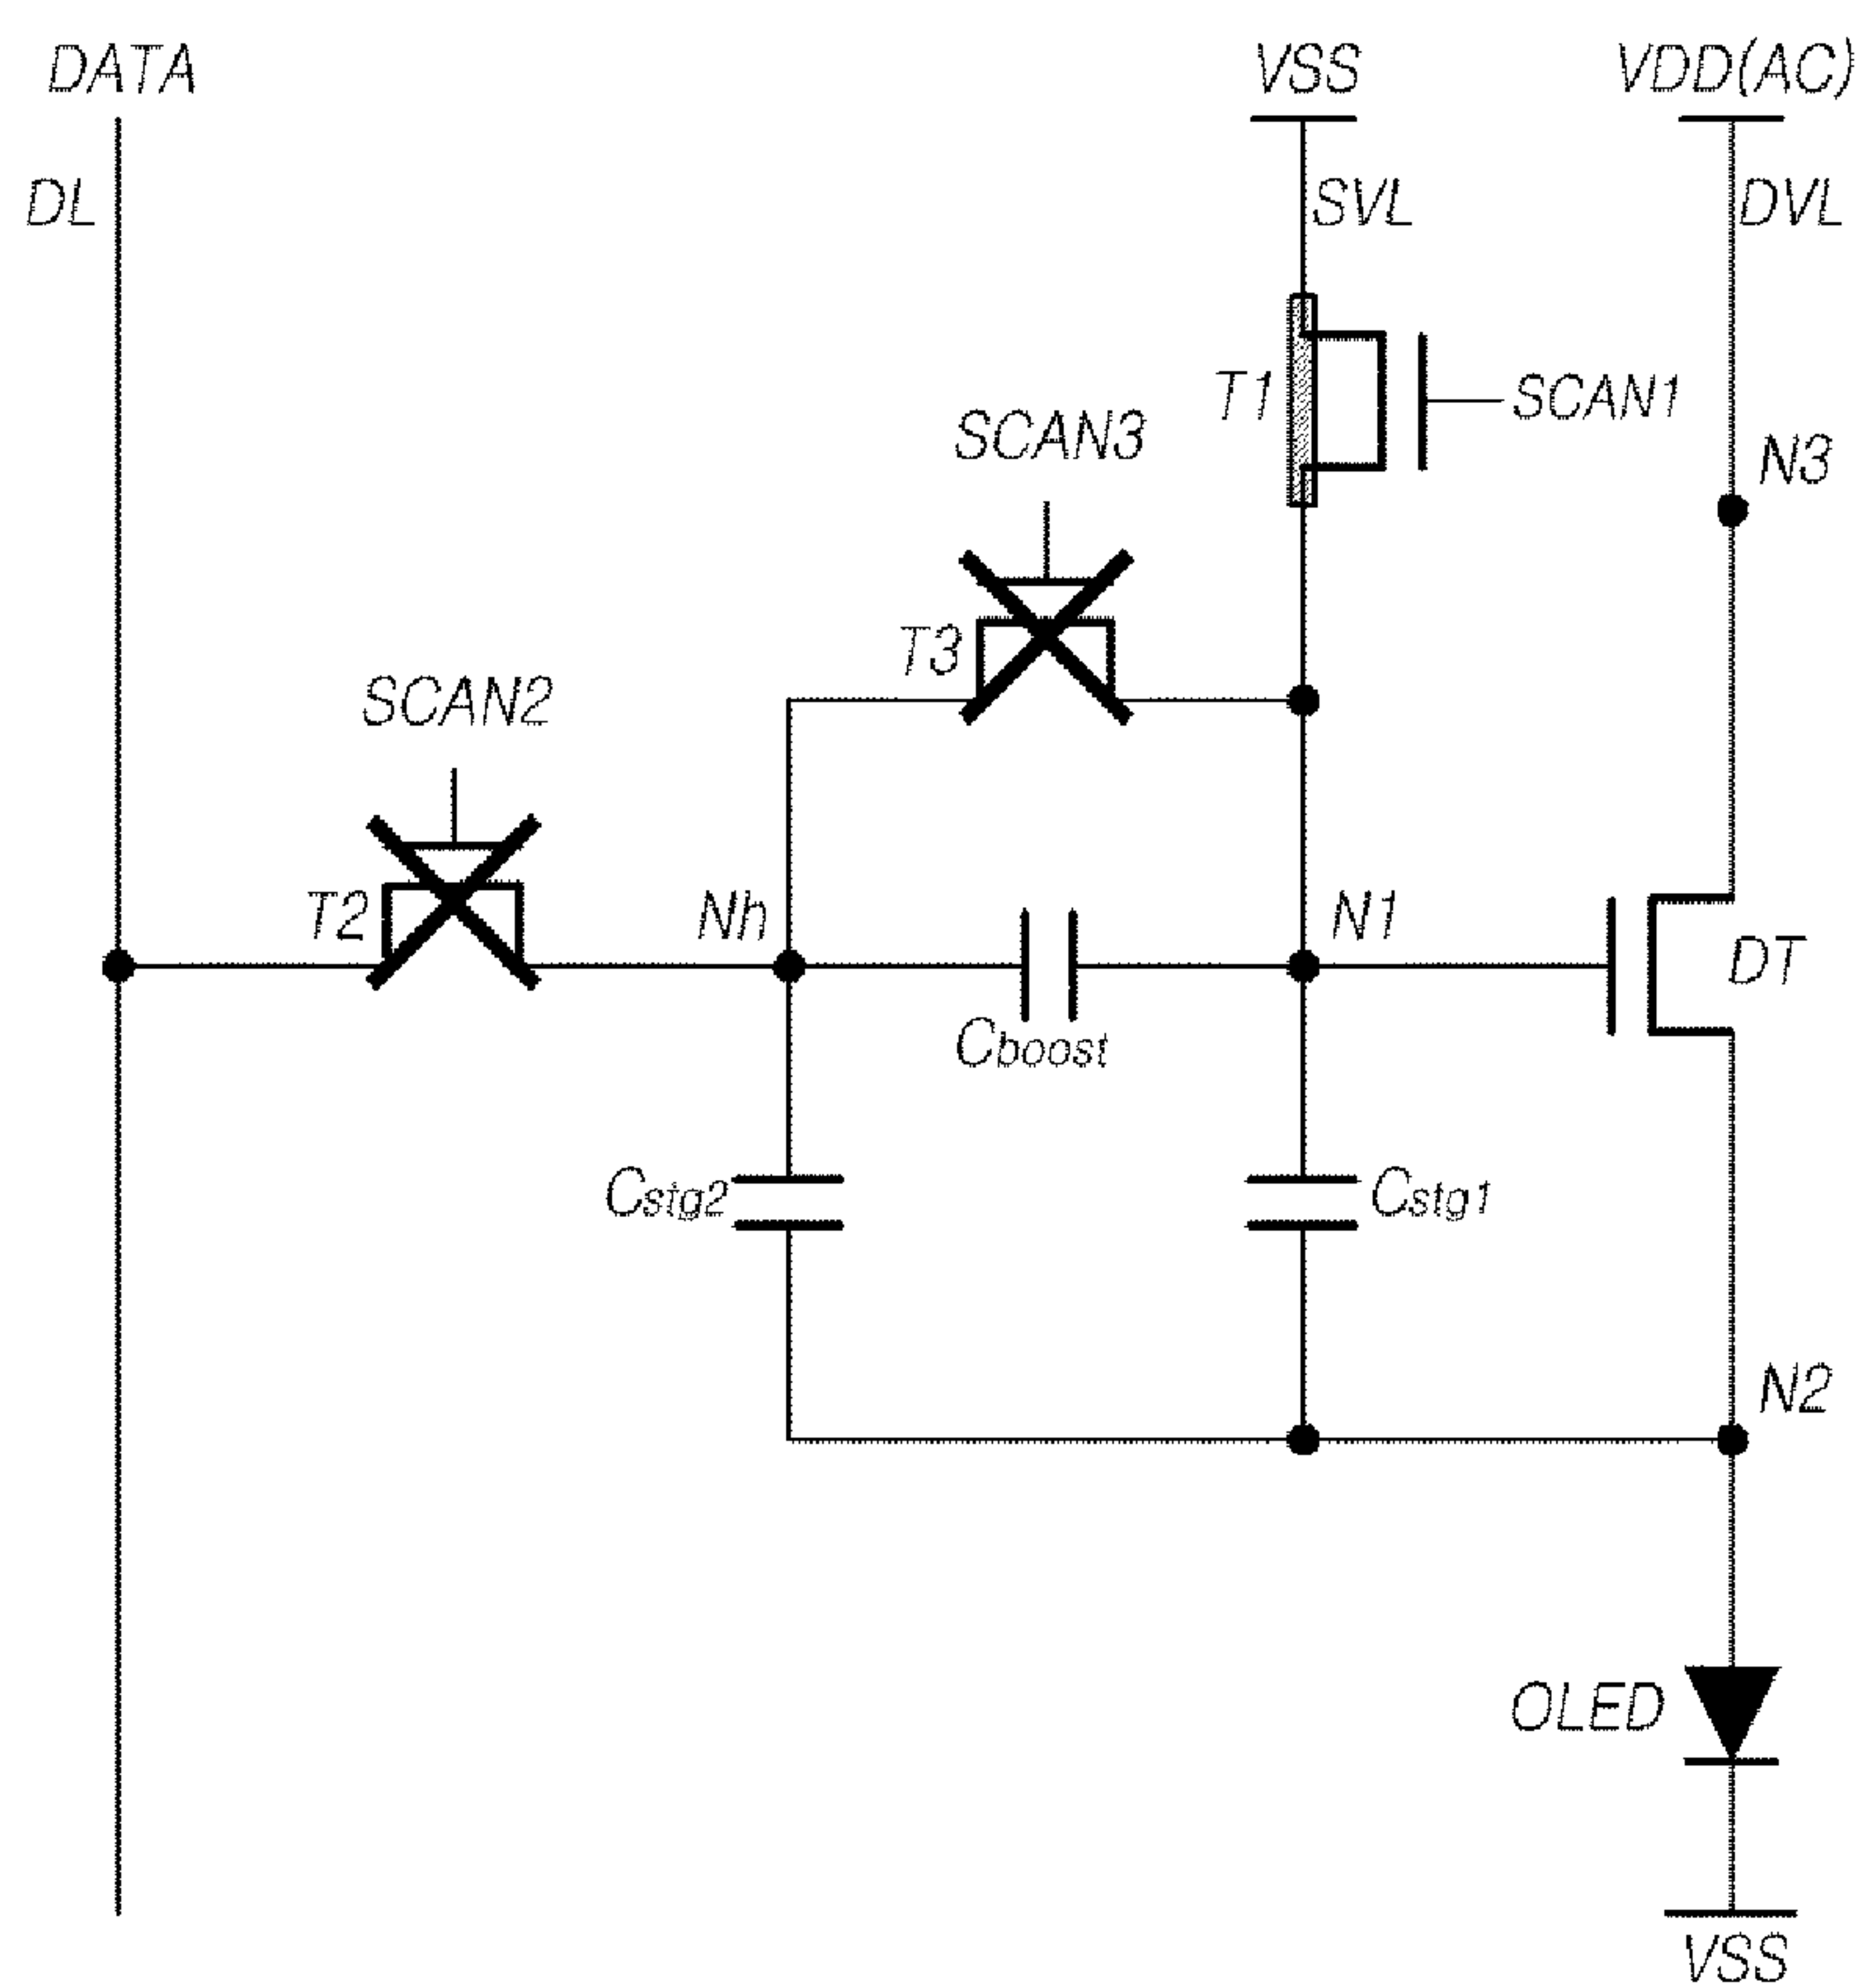 DATA
VSS
VDD(AC)
DL
SVL
DVL
T1
SCAN1
SCAN3
N3
T3
SCAN2
T2
Nh
N1
DT
Cboost
Cstg2
Cstg1
N2
OLED
VSS